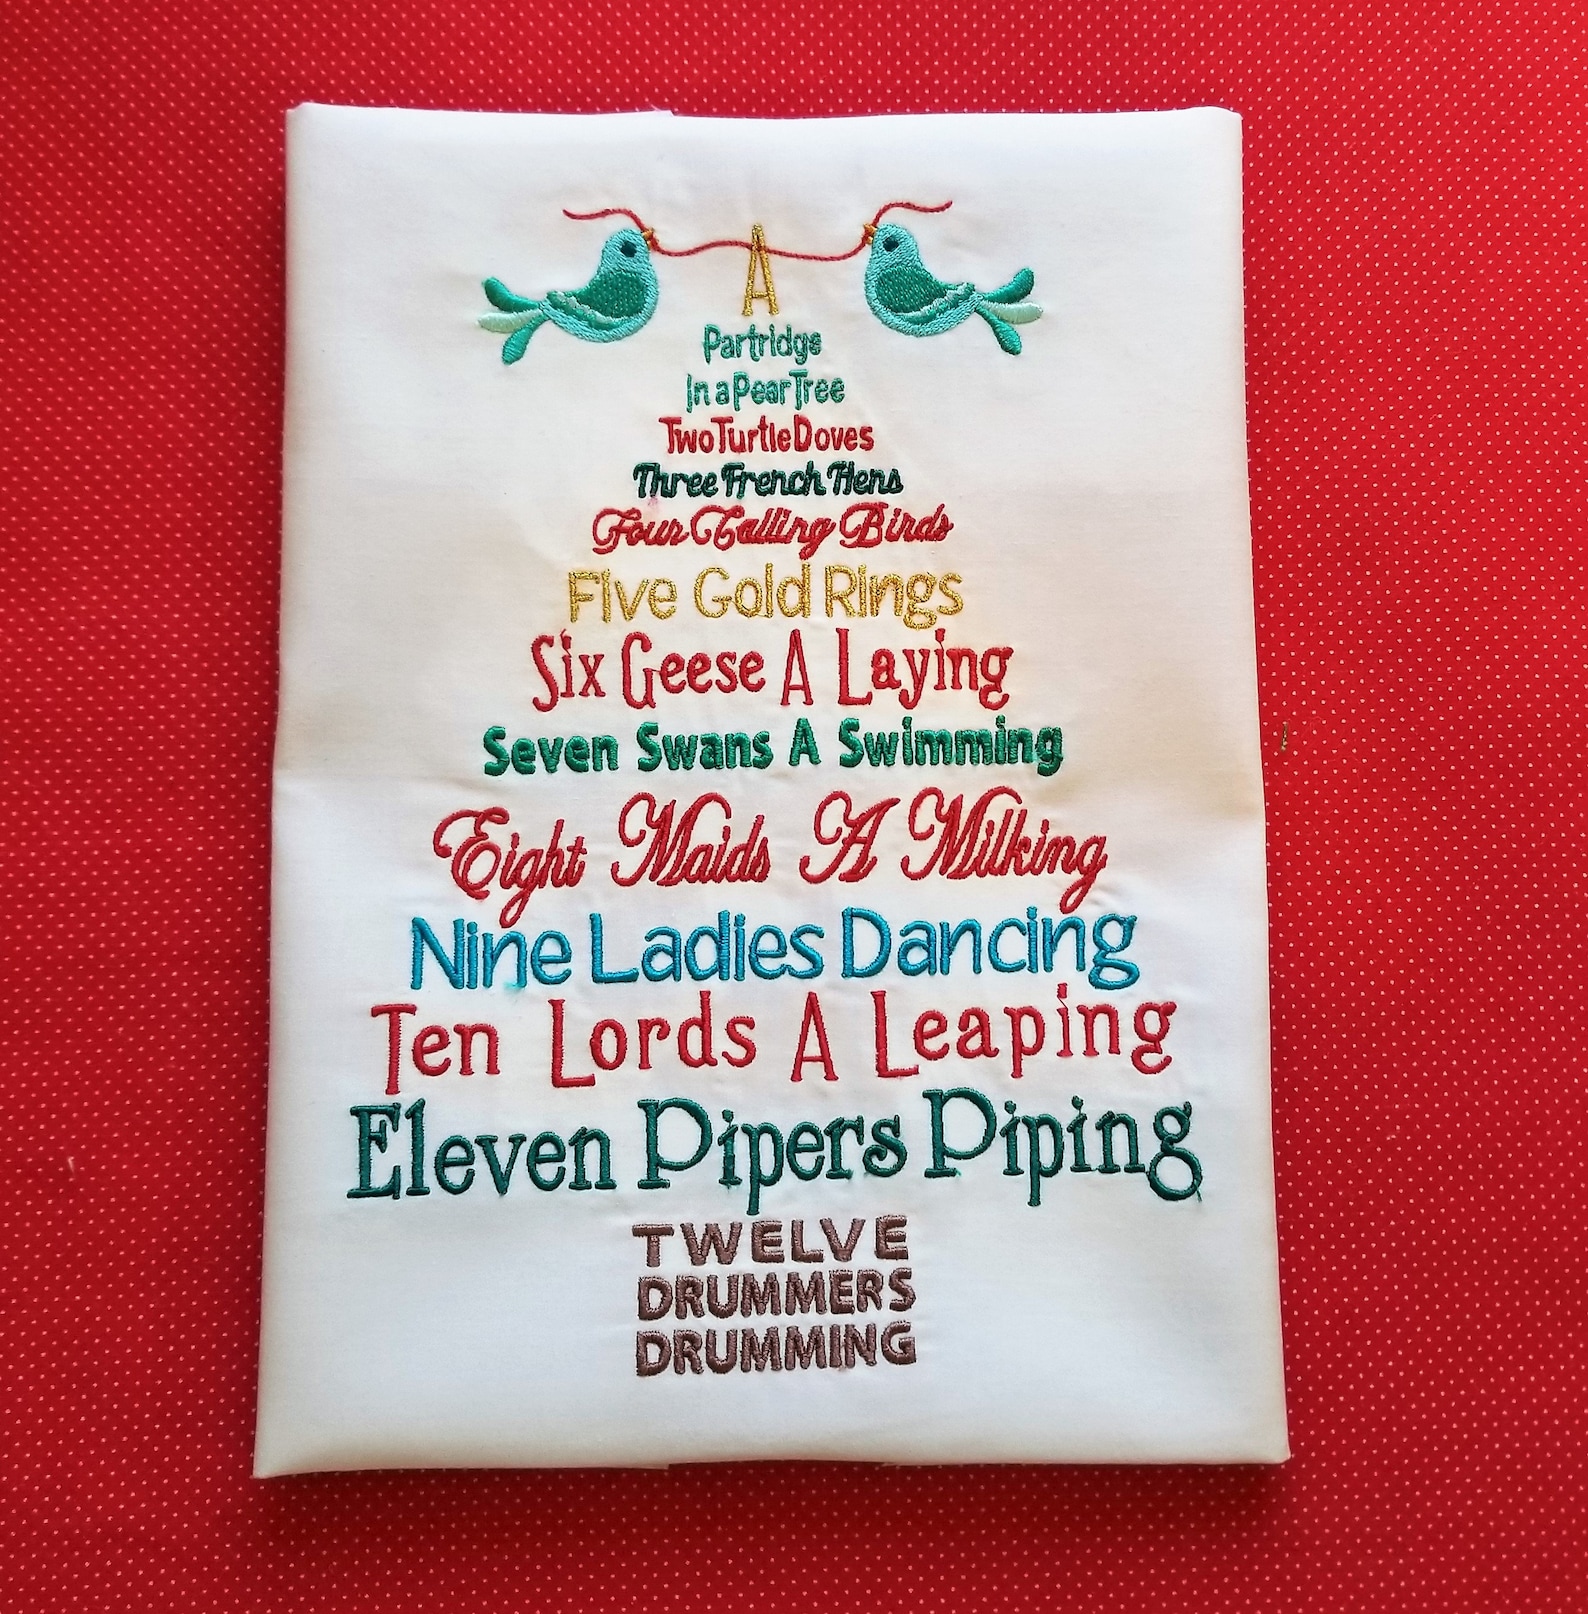 A
Partridge
In a Pear Tree
Two Turtle Doves
Three French Hens
Four Calling Birds
Five Gold Rings
Six Geese A Laying
Seven Swans A Swimming
Eight Maids A Milking
Nine Ladies Dancing
Ten Lords A Leaping
Eleven Pipers Piping
TWELVE
DRUMMERS
DRUMMING